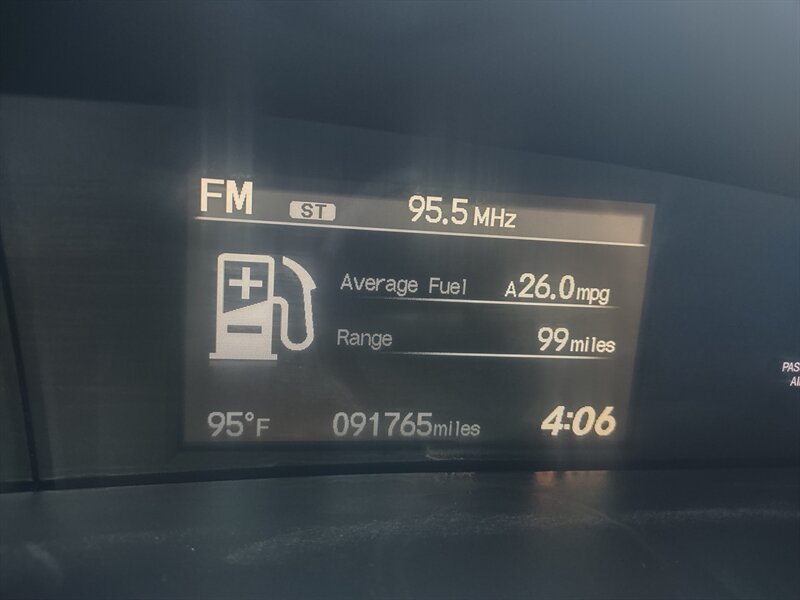 FM ST 95.5 MHz
Average Fuel A26.0mpg
Range 99miles
95°F 091765miles 4:06